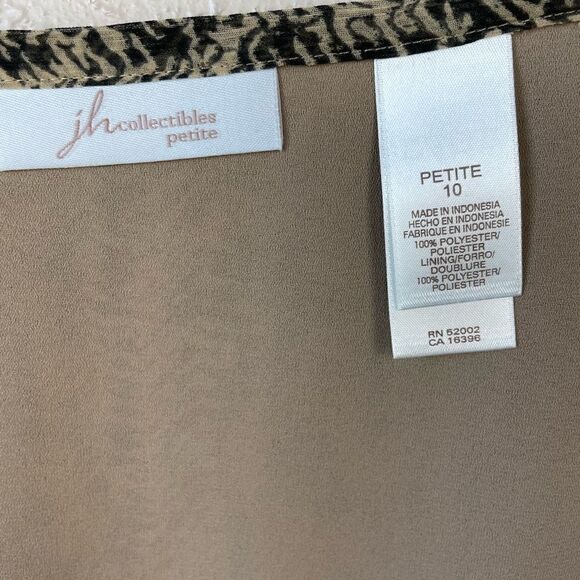 jh collectibles
petite
PETITE
10
MADE IN INDONESIA
HECHO EN INDONESIA
FABRIQUE EN INDONESIE
100% POLYESTER/
POLIESTER
LINING/FORRO/
DOUBLURE
100% POLYESTER/
POLIESTER
RN 52002
CA 16396